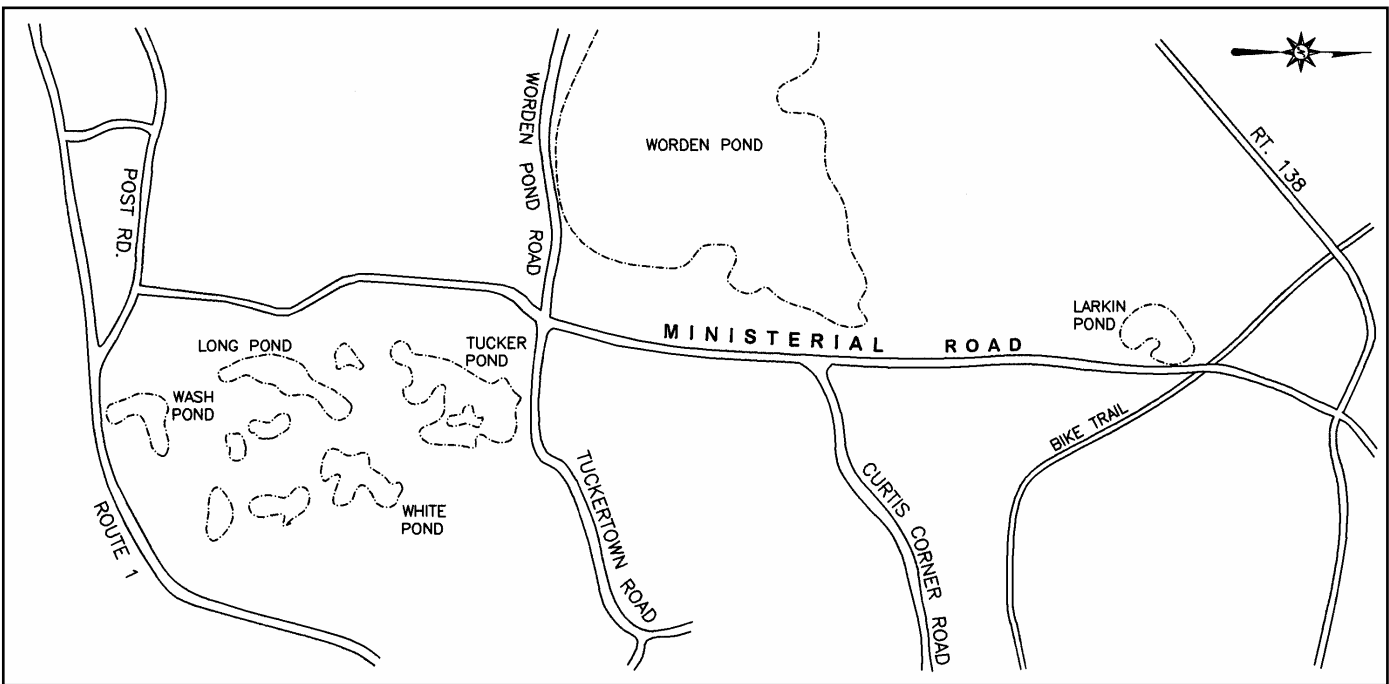 WORDEN POND ROAD
WORDEN POND
RT. 138
POST RD.
LARKIN
POND
MINISTERIAL ROAD
LONG POND
TUCKER
POND
WASH
POND
BIKE TRAIL
WHITE
POND
ROUTE 1
TUCKERTOWN ROAD
CURTIS CORNER ROAD